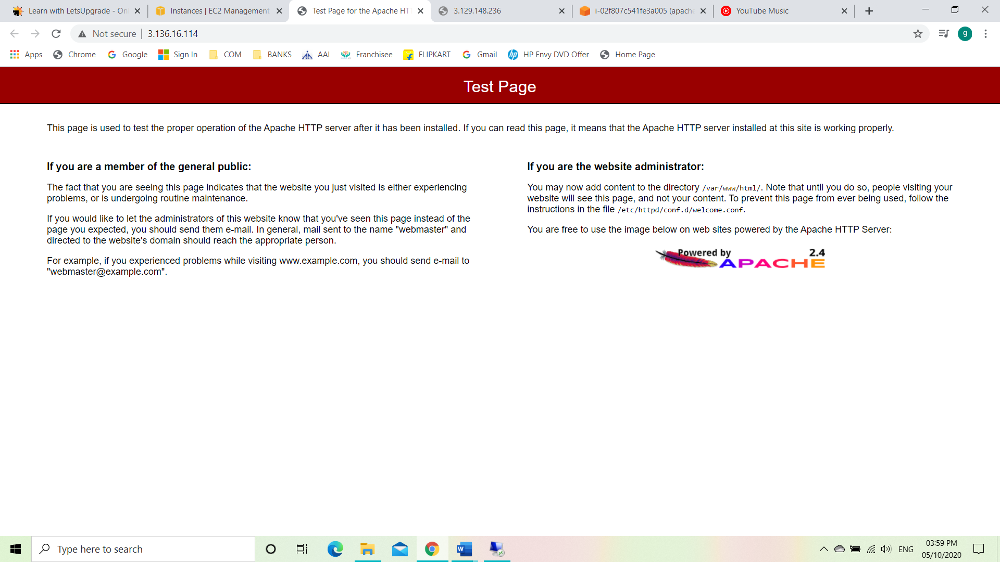 Learn with LetsUpgrade - Onl
Instances | EC2 Management
Test Page for the Apache HTT
3.129.148.236
i-02f807c541fe3a005 (apache
YouTube Music
Not secure
3.136.16.114
g
Apps
Chrome
Google
Sign In
COM
BANKS
AAI
Franchisee
FLIPKART
Gmail
HP Envy DVD Offer
Home Page
Test Page
This page is used to test the proper operation of the Apache HTTP server after it has been installed. If you can read this page, it means that the Apache HTTP server installed at this site is working properly.
If you are a member of the general public:
The fact that you are seeing this page indicates that the website you just visited is either experiencing
problems, or is undergoing routine maintenance.
If you would like to let the administrators of this website know that you've seen this page instead of the
page you expected, you should send them e-mail. In general, mail sent to the name "webmaster" and
directed to the website's domain should reach the appropriate person.
For example, if you experienced problems while visiting www.example.com, you should send e-mail to
"webmaster@example.com".
If you are the website administrator:
You may now add content to the directory /var/www/html/. Note that until you do so, people visiting your
website will see this page, and not your content. To prevent this page from ever being used, follow the
instructions in the file /etc/httpd/conf.d/welcome.conf.
You are free to use the image below on web sites powered by the Apache HTTP Server:
Powered by 2.4
APACHE
Type here to search
W
ENG
03:59 PM
05/10/2020